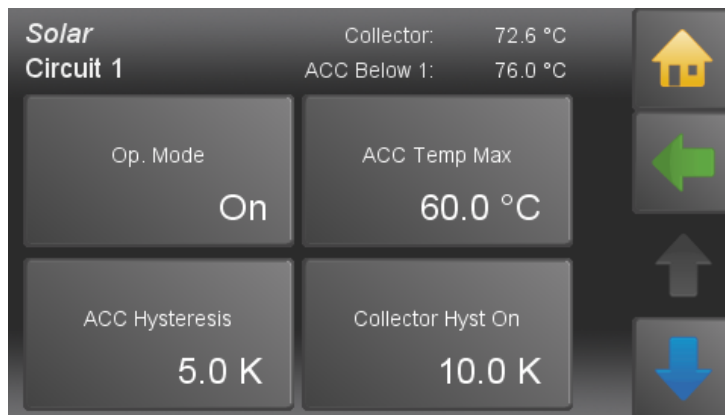 Solar Collector: 72.6 °C
Circuit 1 ACC Below 1: 76.0 °C
Op. Mode ACC Temp Max
On 60.0 °C
ACC Hysteresis Collector Hyst On
5.0 K 10.0 K